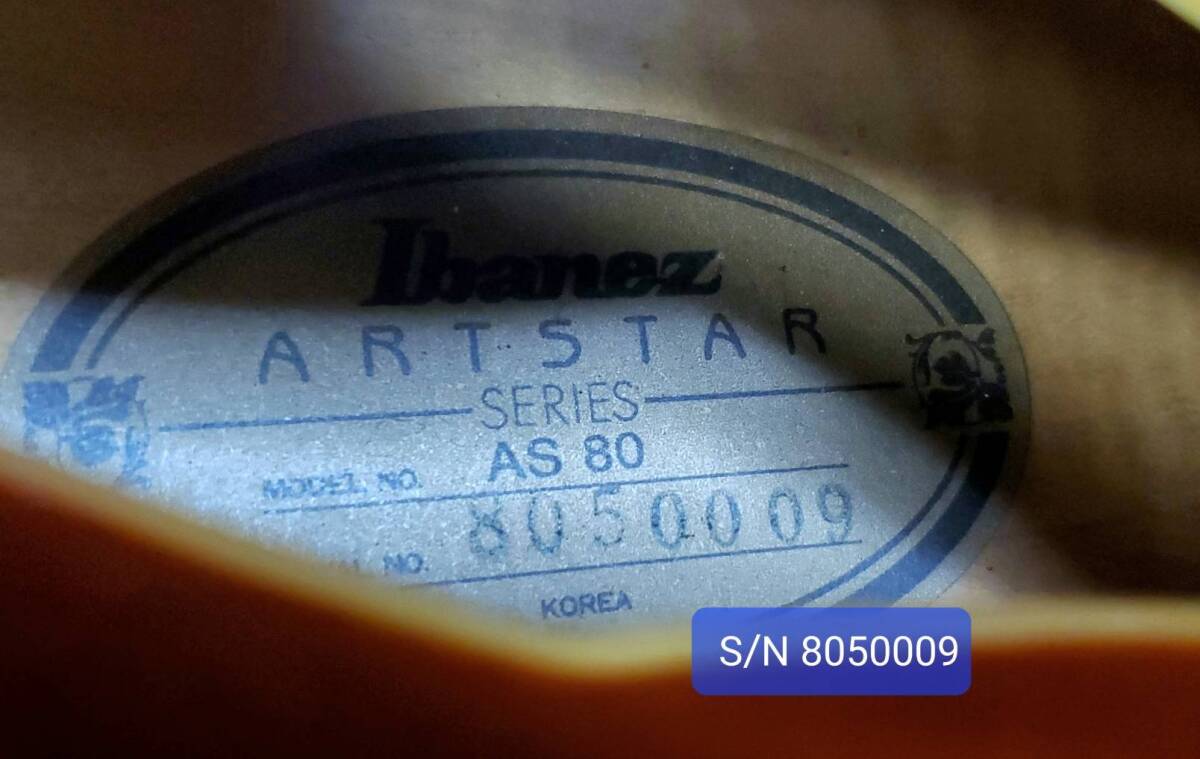 Ibanez
ARTSTAR
SERIES
MODEL NO. AS 80
NO. 8050009
KOREA
S/N 8050009